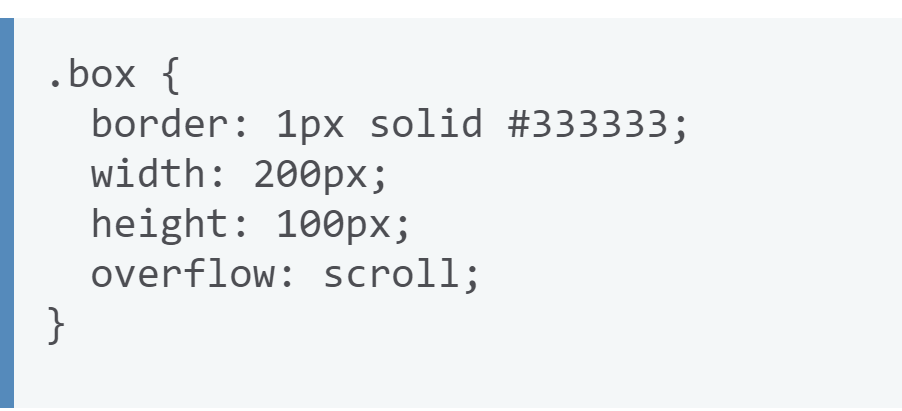 .box {
  border: 1px solid #333333;
  width: 200px;
  height: 100px;
  overflow: scroll;
}